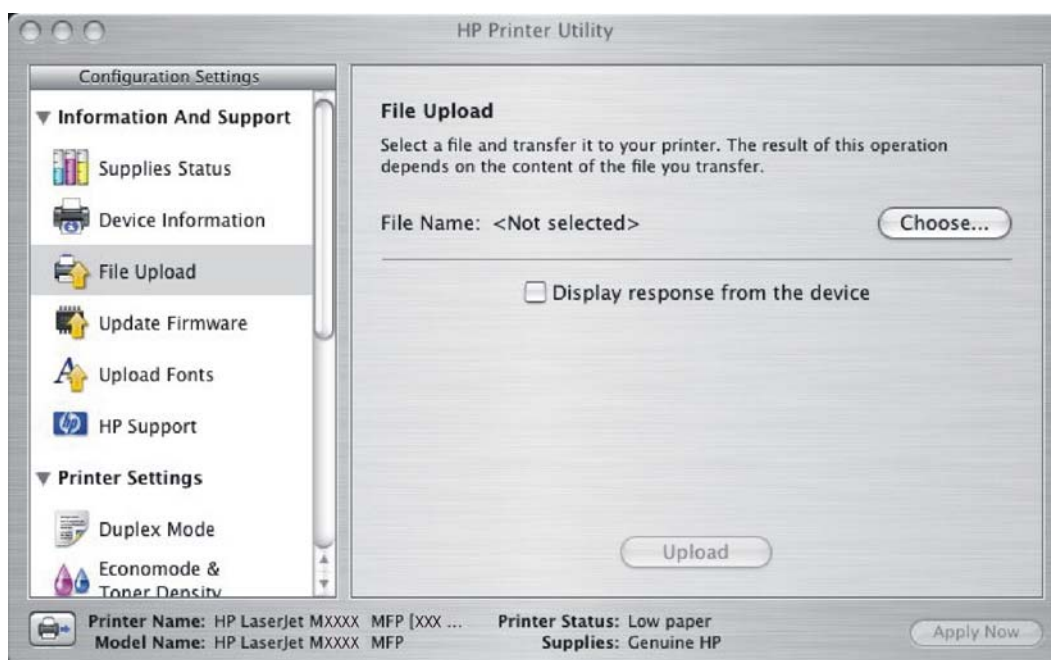 HP Printer Utility
Configuration Settings
Information And Support
Supplies Status
Device Information
File Upload
Update Firmware
Upload Fonts
HP Support
Printer Settings
Duplex Mode
Economode &
Toner Density
File Upload
Select a file and transfer it to your printer. The result of this operation
depends on the content of the file you transfer.
File Name: <Not selected>
Choose...
Display response from the device
Upload
Printer Name: HP LaserJet MXXXX MFP [XXX ...
Model Name: HP LaserJet MXXXX MFP
Printer Status: Low paper
Supplies: Genuine HP
Apply Now